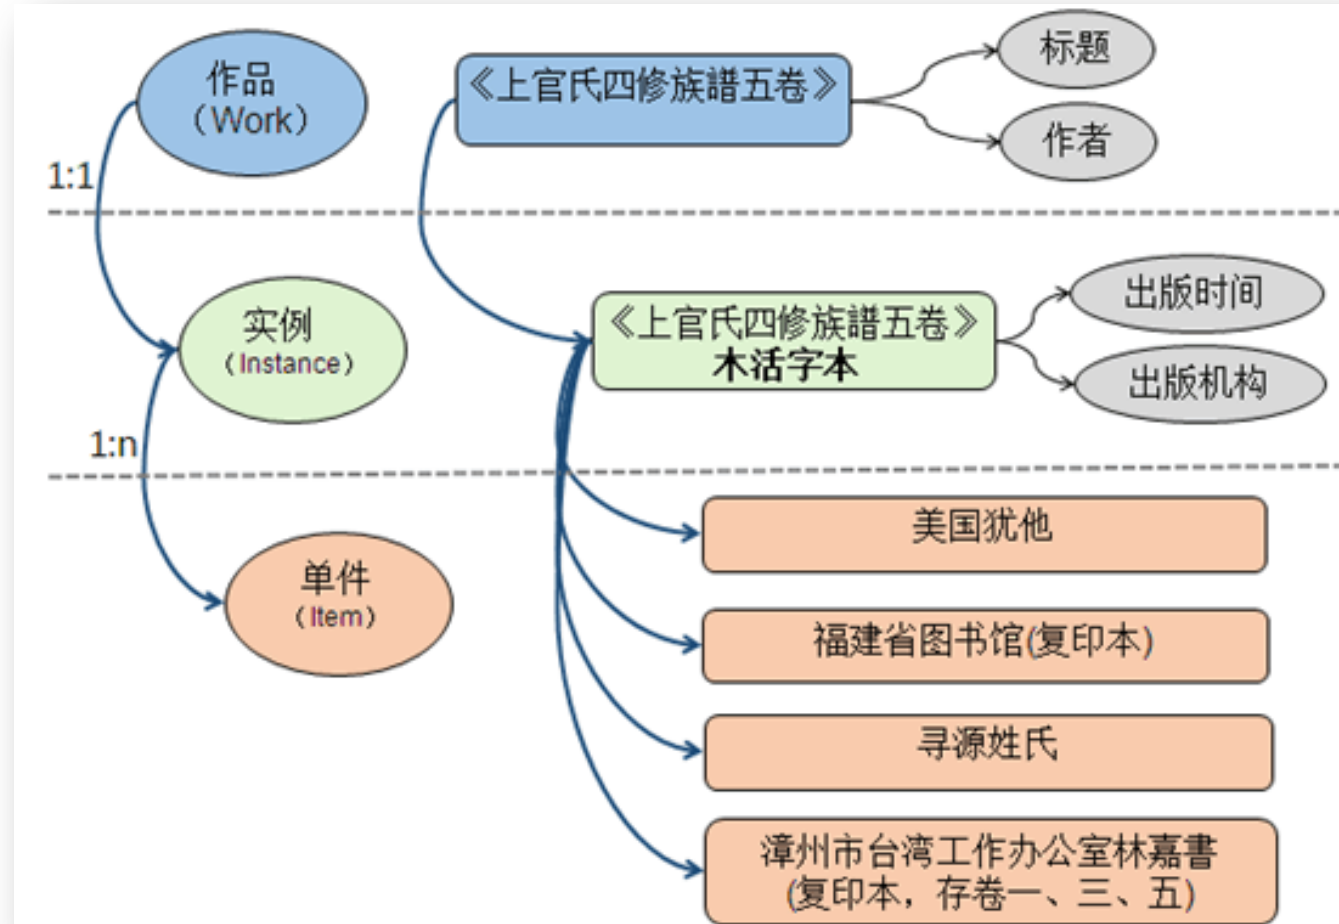 作品
（Work）
《上官氏四修族譜五卷》
标题
作者
1:1
实例
（Instance）
《上官氏四修族譜五卷》
木活字本
出版时间
出版机构
1:n
单件
（Item）
美国犹他
福建省图书馆(复印本)
寻源姓氏
漳州市台湾工作办公室林嘉書
(复印本，存卷一、三、五)